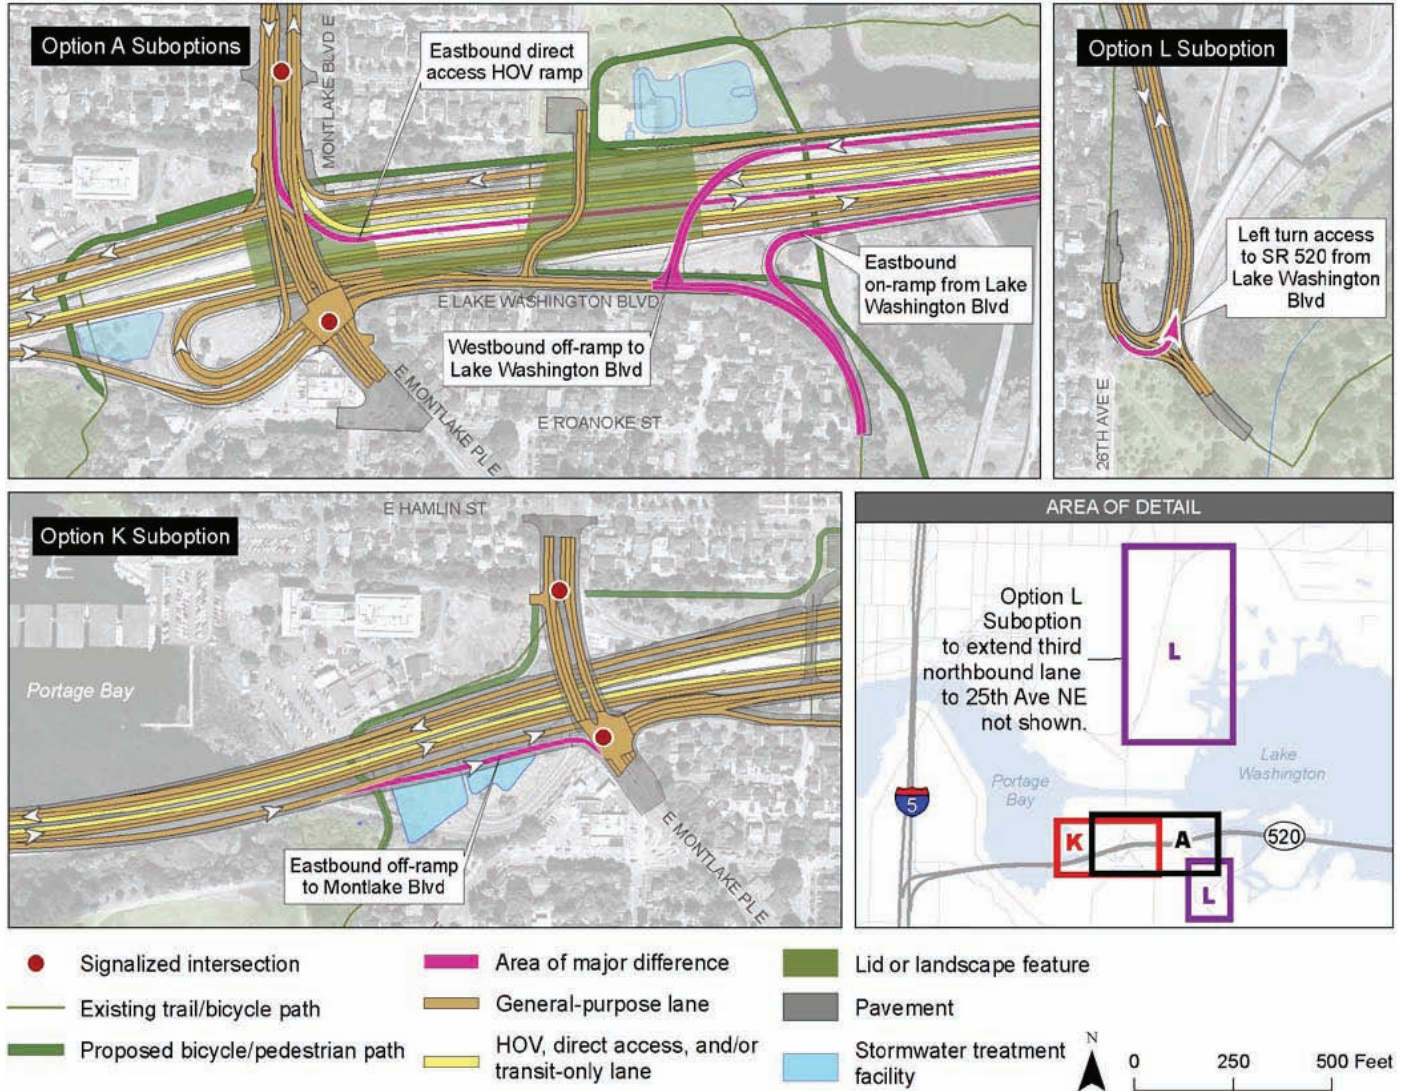 Option A Suboptions
MONTLAKE BLVD E
Eastbound direct
access HOV ramp
E LAKE WASHINGTON BLVD
Westbound off-ramp to
Lake Washington Blvd
Eastbound
on-ramp from Lake
Washington Blvd
E ROANOKE ST
E MONTLAKE PL E
Option L Suboption
Left turn access
to SR 520 from
Lake Washington
Blvd
26TH AVE E
Option K Suboption
E HAMLIN ST
Portage Bay
Eastbound off-ramp
to Montlake Blvd
E MONTLAKE PL E
AREA OF DETAIL
Option L
Suboption
to extend third
northbound lane
to 25th Ave NE
not shown.
L
Lake
Washington
Portage
Bay
5
K
A
520
L
Signalized intersection
Existing trail/bicycle path
Proposed bicycle/pedestrian path
Area of major difference
General-purpose lane
HOV, direct access, and/or
transit-only lane
Lid or landscape feature
Pavement
Stormwater treatment
facility
N
0 250 500 Feet